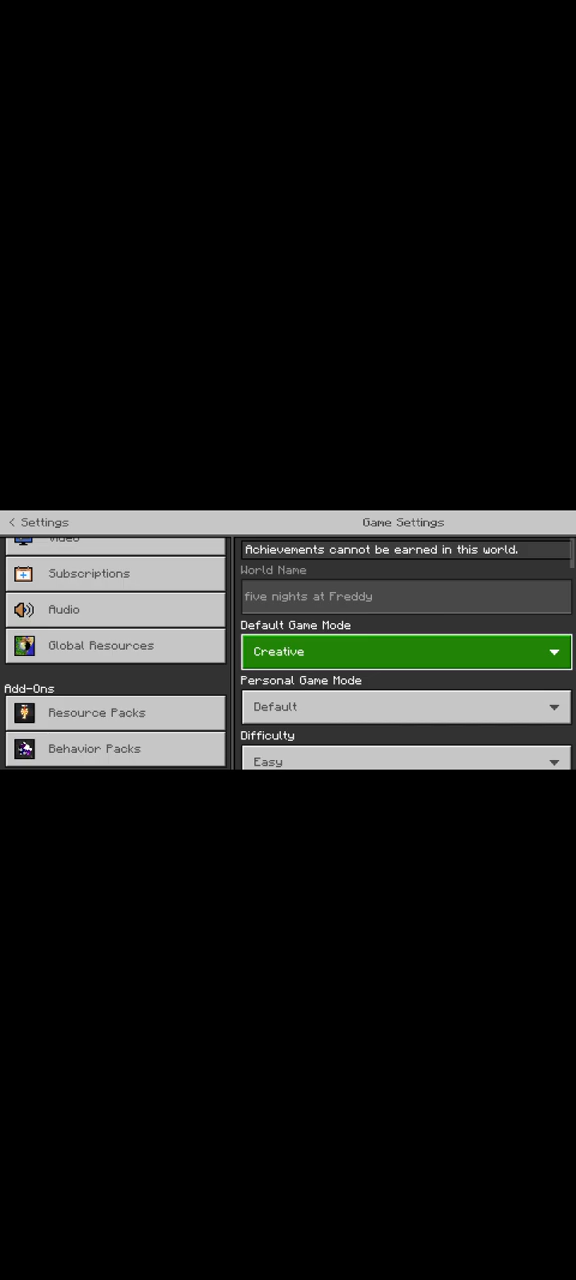 < Settings
Game Settings
Video
Subscriptions
Audio
Global Resources
Add-Ons
Resource Packs
Behavior Packs
Achievements cannot be earned in this world.
World Name
five nights at Freddy
Default Game Mode
Creative
Personal Game Mode
Default
Difficulty
Easy